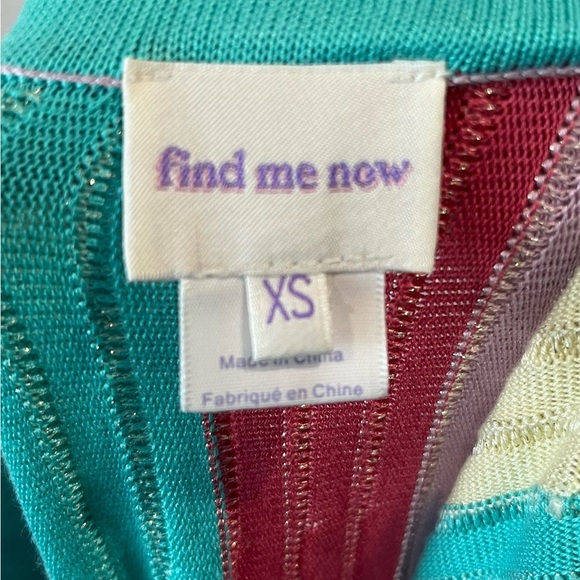 find me now
XS
Made in China
Fabriqué en Chine